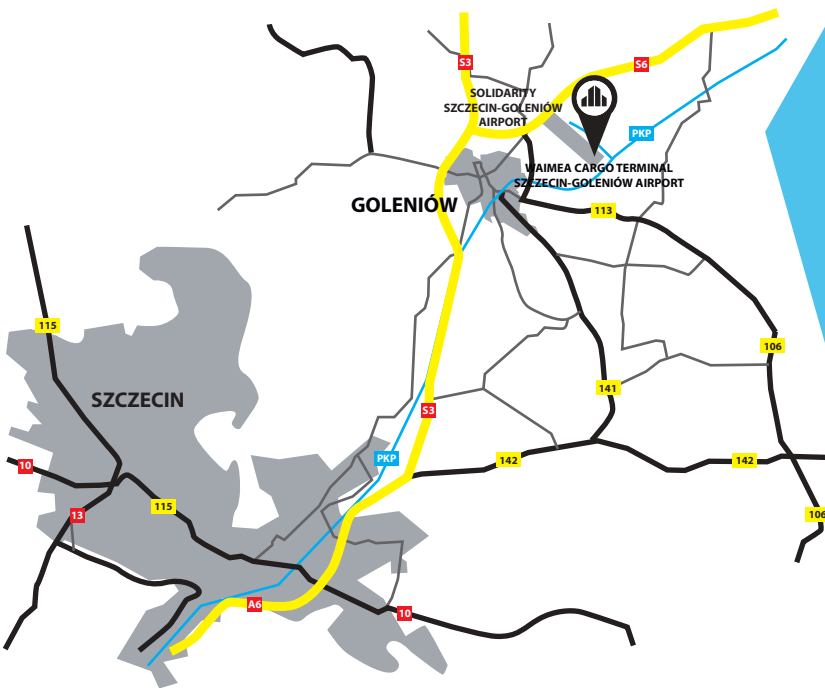 S3
S6
SOLIDARITY
SZCZECIN-GOLENIÓW
AIRPORT
PKP
WAIMEA CARGO TERMINAL
SZCZECIN-GOLENIÓW AIRPORT
GOLENIÓW
113
115
106
SZCZECIN
141
S3
PKP
142
142
10
115
13
106
A6
10